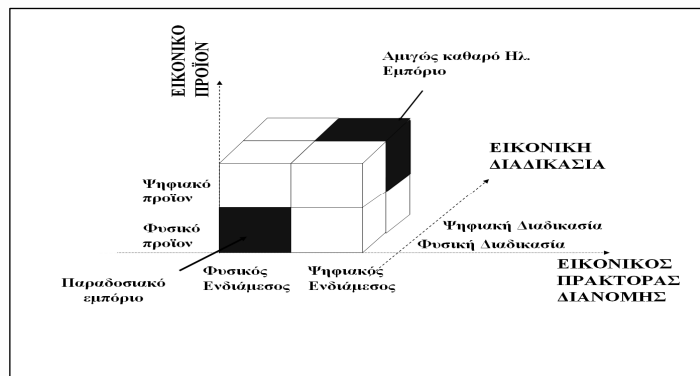 ΕΙΚΟΝΙΚΟ
ΠΡΟΪΟΝ
Αμιγώς καθαρό Ηλ.
Εμπόριο
ΕΙΚΟΝΙΚΗ
ΔΙΑΔΙΚΑΣΙΑ
Ψηφιακό
προϊον
Φυσικό
προϊον
Ψηφιακή Διαδικασία
Φυσική Διαδικασία
Παραδοσιακό
εμπόριο
Φυσικός
Ενδιάμεσος
Ψηφιακός
Ενδιάμεσος
ΕΙΚΟΝΙΚΟΣ
ΠΡΑΚΤΟΡΑΣ
ΔΙΑΝΟΜΗΣ